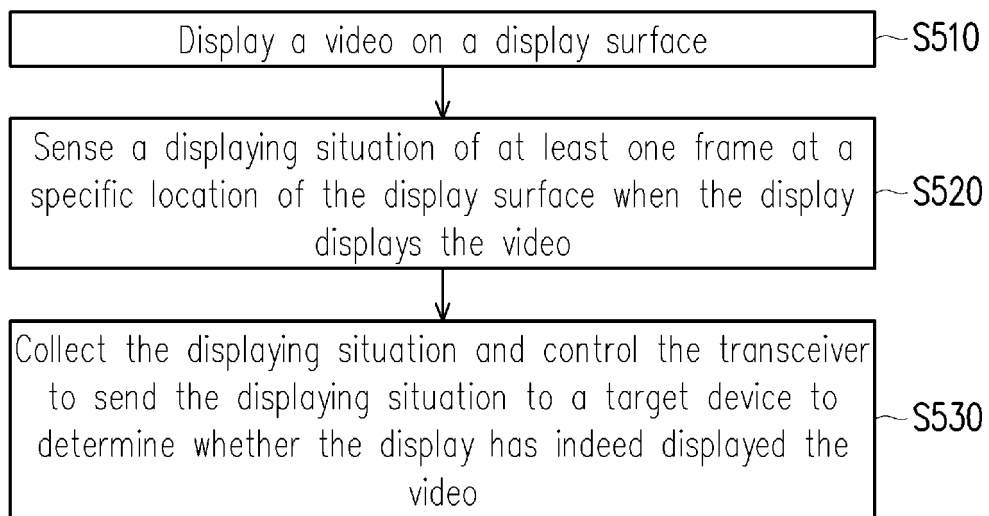 Display a video on a display surface
S510
Sense a displaying situation of at least one frame at a
specific location of the display surface when the display
displays the video
S520
Collect the displaying situation and control the transceiver
to send the displaying situation to a target device to
determine whether the display has indeed displayed the
video
S530